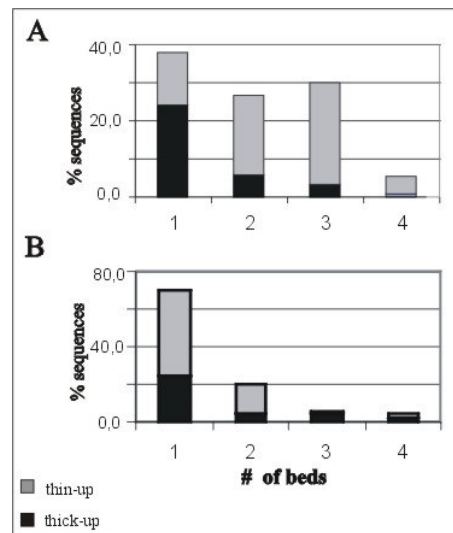 A
40,0
20,0
0,0
% sequences
1 2 3 4
B
80,0
40,0
0,0
% sequences
1 2 3 4
# of beds
thin-up
thick-up